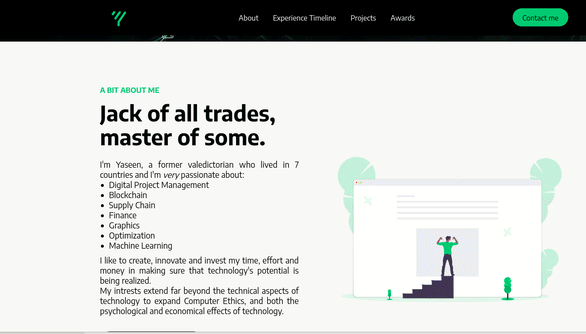 About Experience Timeline Projects Awards Contact me
A BIT ABOUT ME
Jack of all trades,
master of some.
I'm Yaseen, a former valedictorian who lived in 7
countries and I'm very passionate about:
• Digital Project Management
• Blockchain
• Supply Chain
• Finance
• Graphics
• Optimization
• Machine Learning
I like to create, innovate and invest my time, effort and
money in making sure that technology's potential is
being realized.
My intrests extend far beyond the technical aspects of
technology to expand Computer Ethics, and both the
psychological and economical effects of technology.